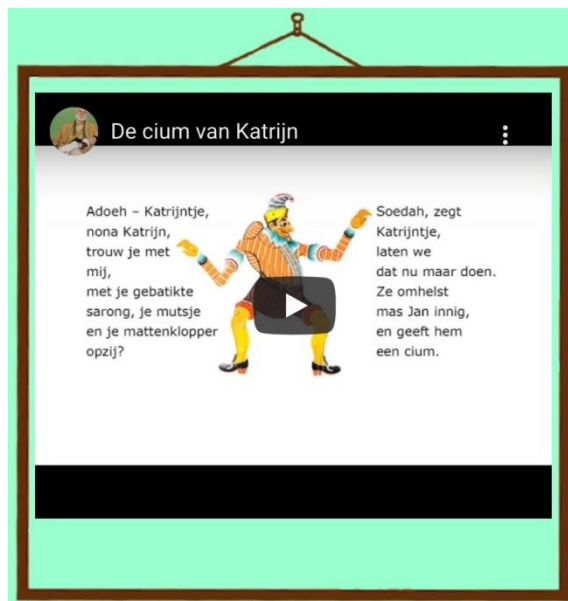 De cium van Katrijn
Adoeh – Katrijntje,
nona Katrijn,
trouw je met
mij,
met je gebatikte
sarong, je mutsje
en je mattenklopper
opzij?
Soedah, zegt
Katrijntje,
laten we
dat nu maar doen.
Ze omhelst
mas Jan innig,
en geeft hem
een cium.